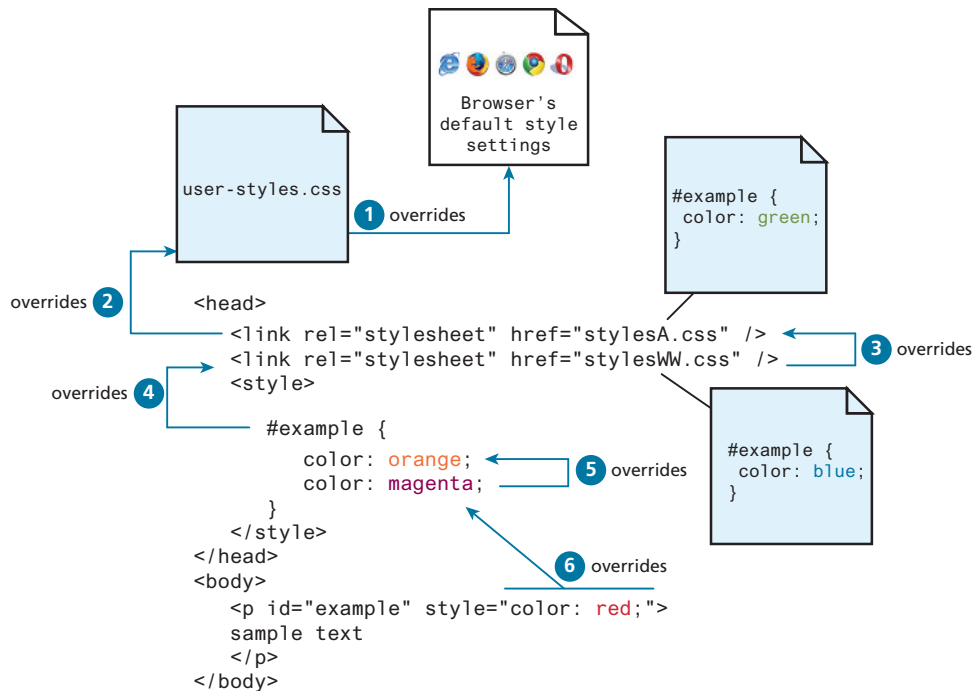 Browser's
default style
settings
user-styles.css
1 overrides
#example {
color: green;
}
overrides 2
<head>
<link rel="stylesheet" href="stylesA.css" />
<link rel="stylesheet" href="stylesWW.css" />
3 overrides
<style>
overrides 4
#example {
color: orange;
color: magenta;
5 overrides
}
#example {
color: blue;
}
</style>
</head>
6 overrides
<body>
<p id="example" style="color: red;">
sample text
</p>
</body>